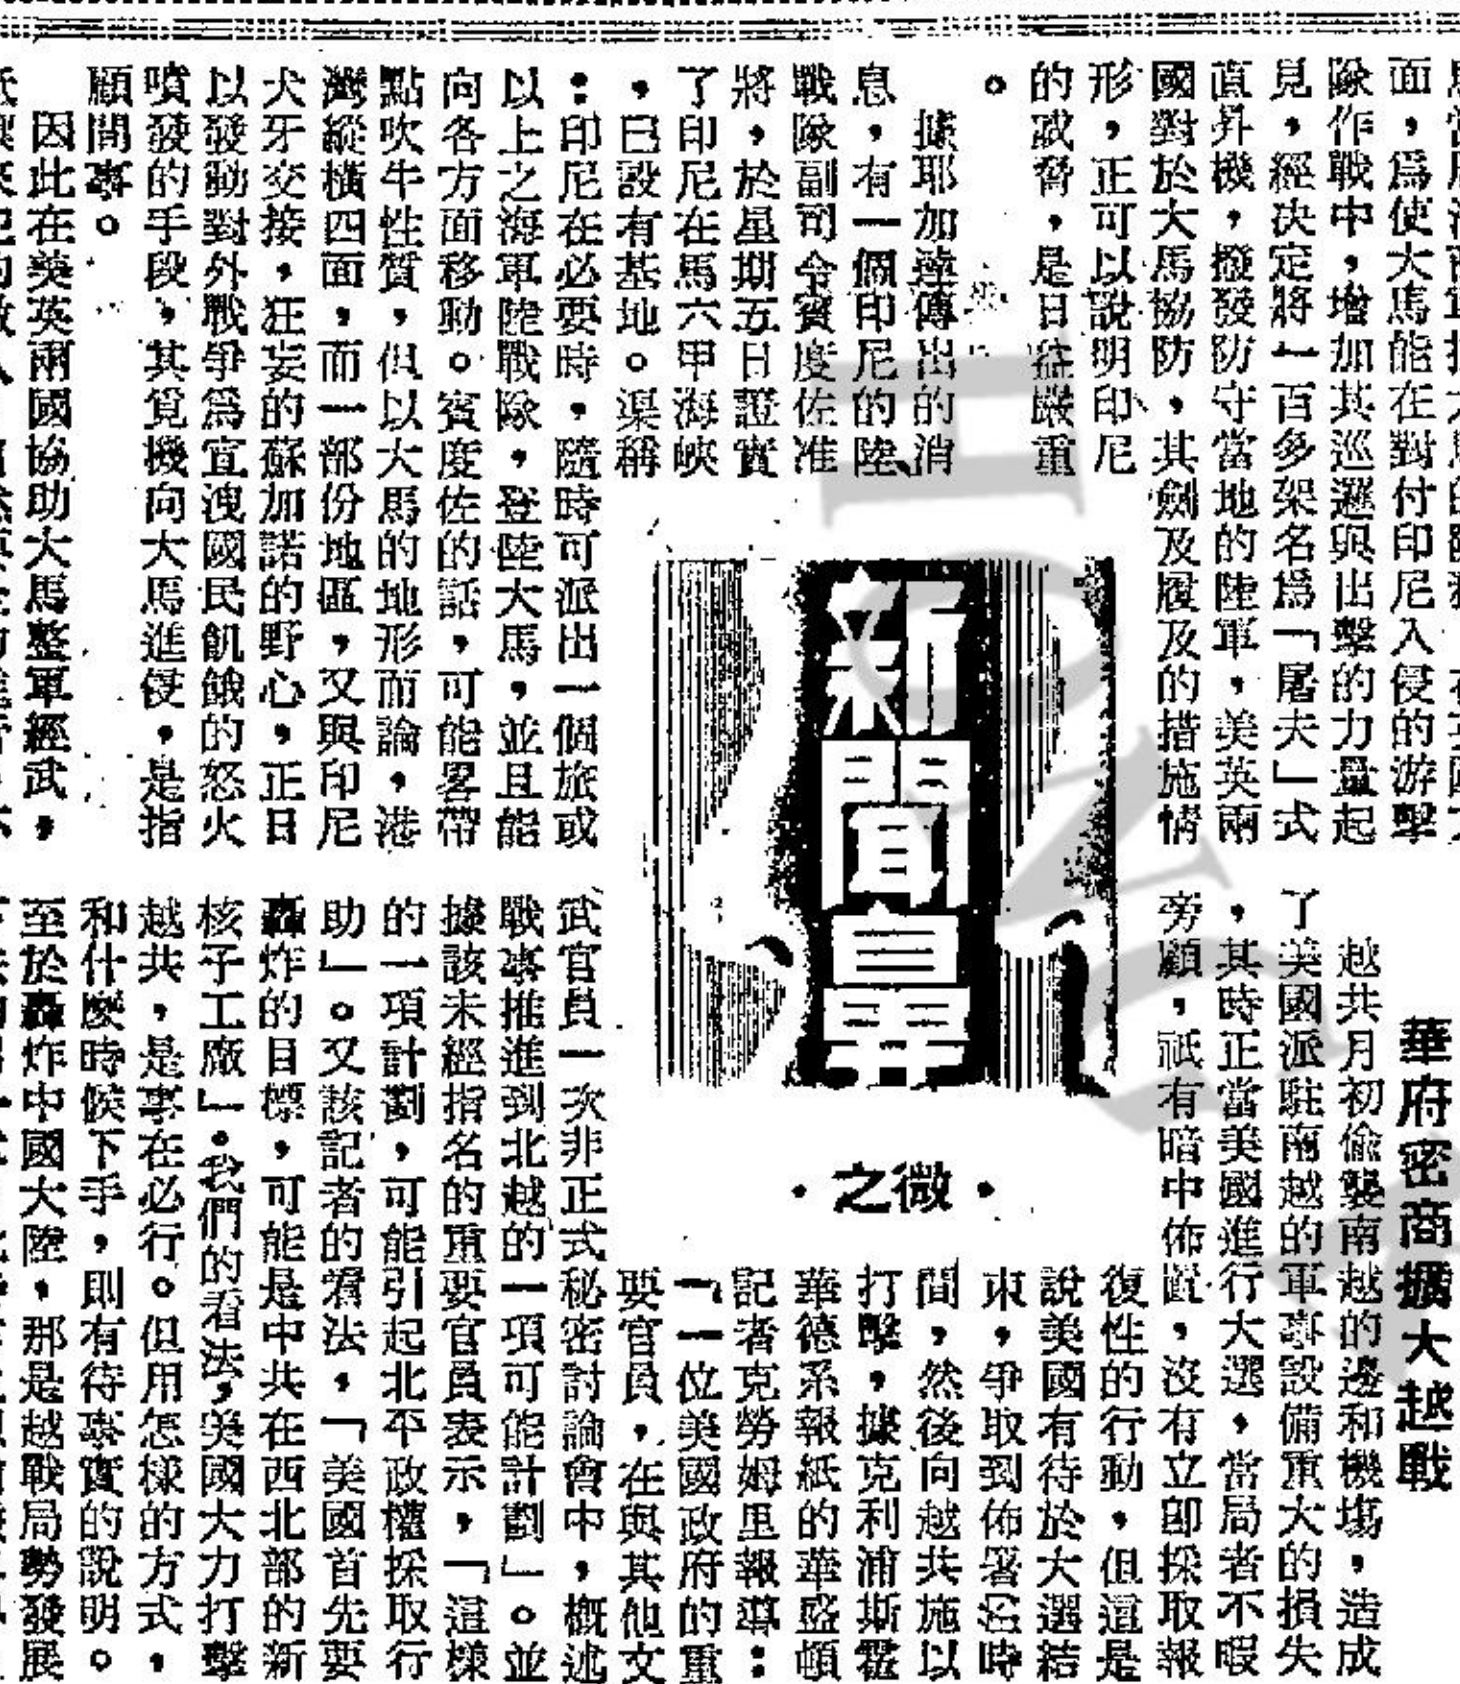 面，爲使大馬能在對付印尼入侵的游擊
隊作戰中，增加其巡邏與出擊的力量起
見，經决定將一百多架名爲「屠夫」式
直昇機，撥發防守當地的陸軍，美英兩
國對於大馬協防，其劍及履及的措施情
形，正可以說明印尼
的威脅，是日益嚴重
。
據耶加達傳出的消
息，有一個印尼的陸
戰隊副司令賓度佐准
將，於星期五日證實
了印尼在馬六甲海峽
，已設有基地。渠稱
：印尼在必要時，隨時可派出一個旅或
以上之海軍陸戰隊，登陸大馬，並且能
向各方面移動。賓度佐的話，可能畧帶
點吹牛性質，但以大馬的地形而論，港
灣縱橫四面，而一部份地區，又與印尼
犬牙交接，狂妄的蘇加諾的野心，正日
以發動對外戰爭爲宣洩國民飢餓的怒火
噴發的手段，其覓機向大馬進侵，是指
顧間事。
因此在美英兩國協助大馬整軍經武，
新聞鼻
·之微·
華府密商擴大越戰
越共月初偷襲南越的邊和機塲，造成
了美國派駐南越的軍事設備重大的損失
，其時正當美國進行大選，當局者不暇
旁顧，祇有暗中佈置，沒有立卽採取報
復性的行動，但這是
說美國有待於大選結
束，爭取到佈署空時
間，然後向越共施以
打擊，據克利浦斯霍
華德系報紙的華盛頓
記者克勞姆里報導：
「一位美國政府的重
要官員，在與其他文
武官員一次非正式秘密討論會中，概述
戰事推進到北越的一項可能計劃」。並
據該未經指名的重要官員表示，「這樣
的一項計劃，可能引起北平政權採取行
助」。又該記者的看法，「美國首先要
轟炸的目標，可能是中共在西北部的新
核子工廠」。我們的看法，美國大力打擊
越共，是事在必行。但用怎樣的方式，
和什麽時候下手，則有待事實的說明。
至於轟炸中國大陸，那是越戰局勢發展